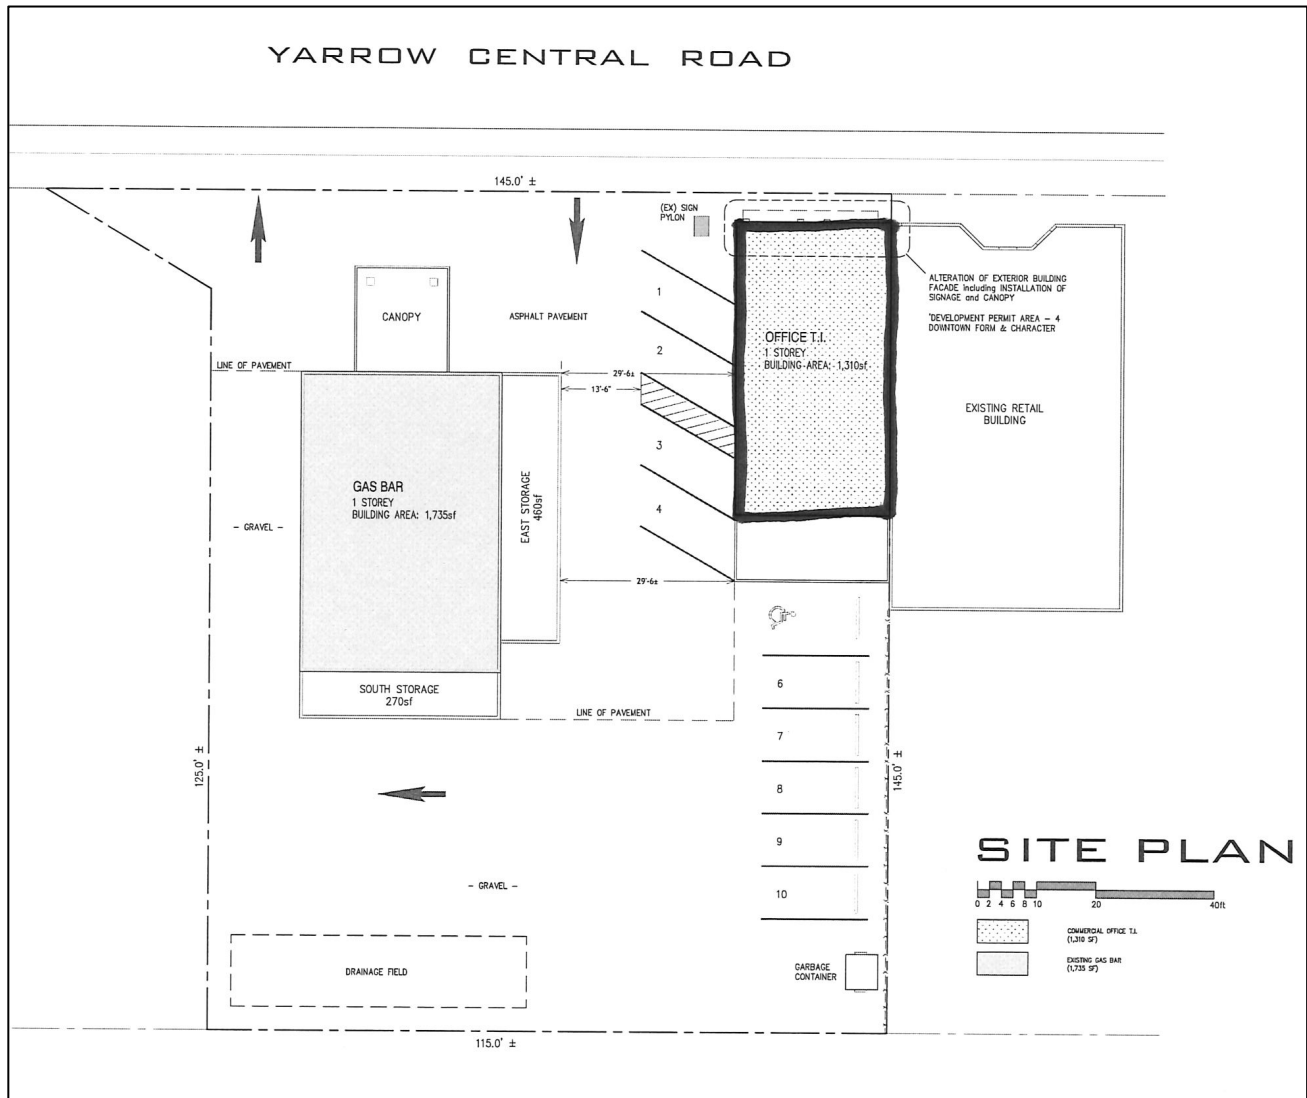 YARROW CENTRAL ROAD
145.0' ±
(EX) SIGN
PYLON
ALTERATION OF EXTERIOR BUILDING
FACADE including INSTALLATION OF
SIGNAGE and CANOPY
'DEVELOPMENT PERMIT AREA - 4
DOWNTOWN FORM & CHARACTER
CANOPY
ASPHALT PAVEMENT
1
2
OFFICE T.I.
1 STOREY
BUILDING AREA: 1,310sf
LINE OF PAVEMENT
29'-6±
13'-6"
EXISTING RETAIL
BUILDING
3
4
GAS BAR
1 STOREY
BUILDING AREA: 1,735sf
EAST STORAGE
460sf
- GRAVEL -
29'-6±
SOUTH STORAGE
270sf
LINE OF PAVEMENT
6
7
8
9
10
125.0' ±
145.0' ±
- GRAVEL -
DRAINAGE FIELD
GARBAGE
CONTAINER
115.0' ±
SITE PLAN
0 2 4 6 8 10 20 40ft
COMMERCIAL OFFICE T.I.
(1,310 SF)
EXISTING GAS BAR
(1,735 SF)